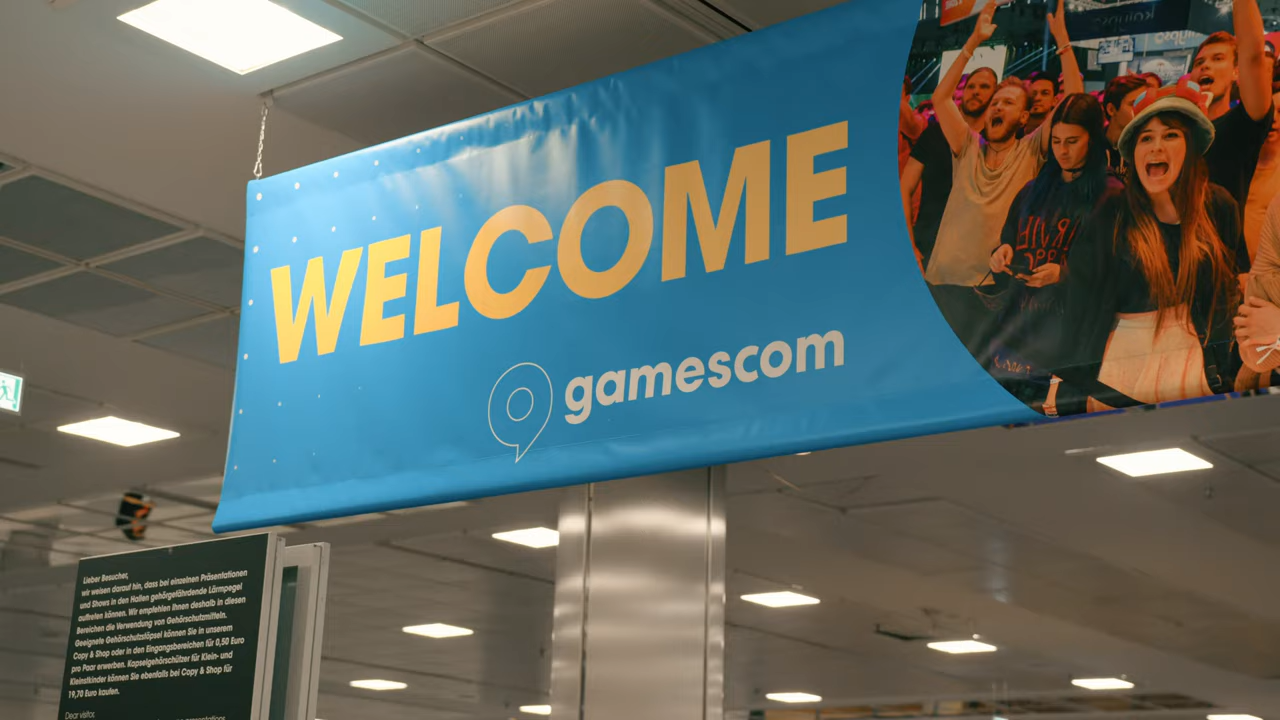 WELCOME
gamescom
Lieber Besucher,
wir weisen darauf hin, dass bei einzelnen Präsentationen
und Shows in den Hallen gehörgefährdende Lärmpegel
auftreten können. Wir empfehlen Ihnen deshalb in diesen
Bereichen die Verwendung von Gehörschutzmitteln.
Geeignete Gehörschutzstöpsel können Sie in unserem
Copy & Shop oder in den Eingangsbereichen für 0,50 Euro
pro Paar erwerben. Kapselgehörschützer für Klein- und
Kleinstkinder können Sie ebenfalls bei Copy & Shop für
19,70 Euro kaufen.
Dear visitor,